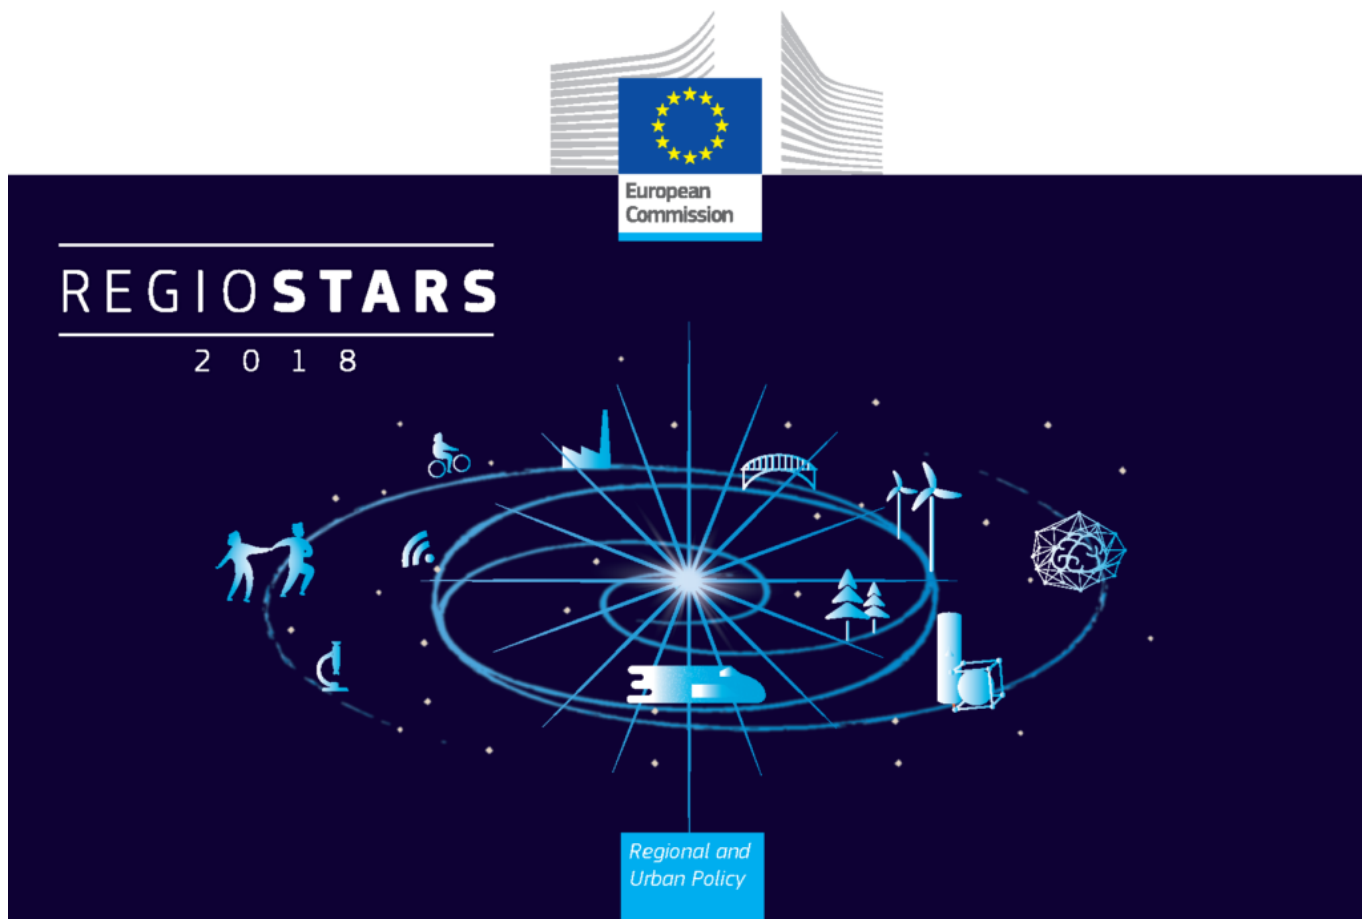 European
Commission
REGIOSTARS
2018
Regional and
Urban Policy